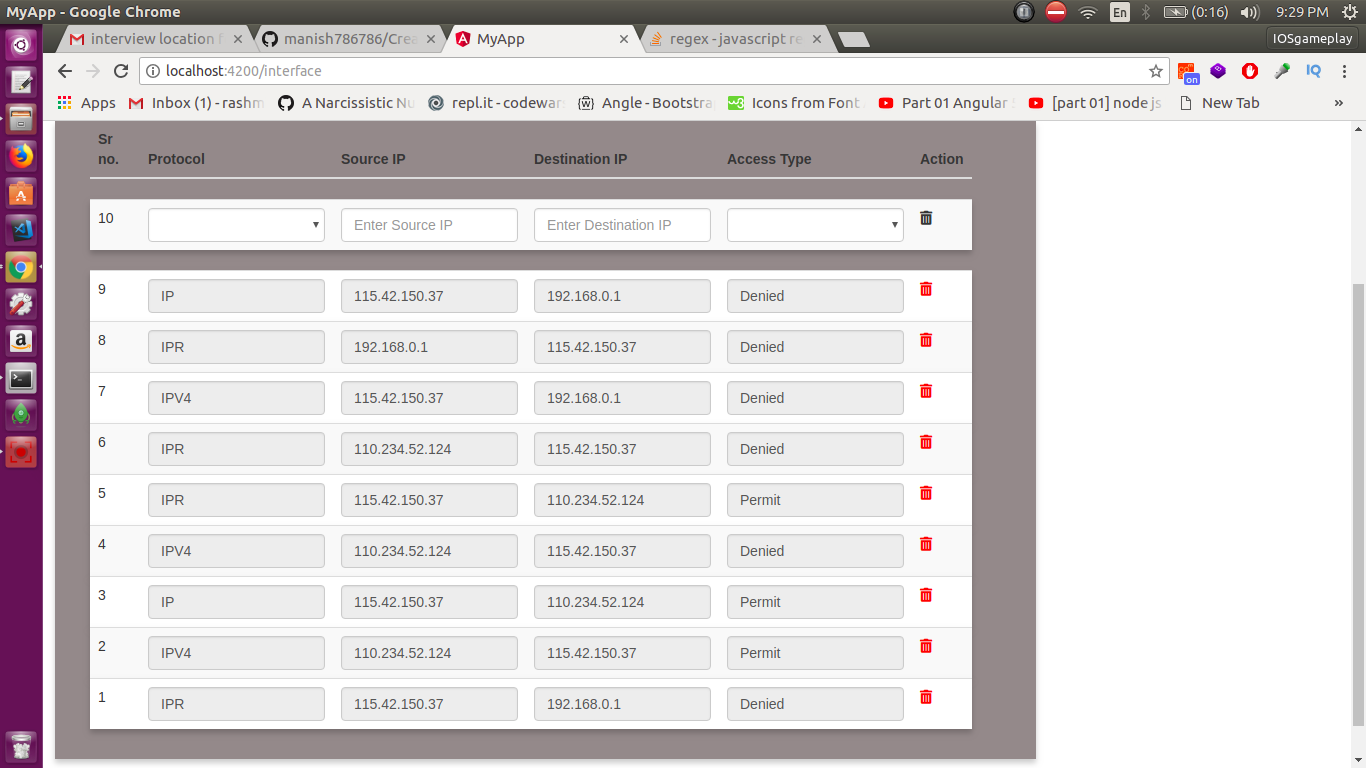 MyApp - Google Chrome
En
(0:16)
9:29 PM
interview location
manish786786/Crea
MyApp
regex - javascript re
IOSgameplay
localhost:4200/interface
on
IQ
Apps
Inbox (1) - rashm
A Narcissistic Nu
repl.it - codewar
Angle - Bootstra
Icons from Font
Part 01 Angular
[part 01] node js
New Tab
»
Sr no.
Protocol
Source IP
Destination IP
Access Type
Action
10 Enter Source IP Enter Destination IP
9 IP 115.42.150.37 192.168.0.1 Denied
8 IPR 192.168.0.1 115.42.150.37 Denied
7 IPV4 115.42.150.37 192.168.0.1 Denied
6 IPR 110.234.52.124 115.42.150.37 Denied
5 IPR 115.42.150.37 110.234.52.124 Permit
4 IPV4 110.234.52.124 115.42.150.37 Denied
3 IP 115.42.150.37 110.234.52.124 Permit
2 IPV4 110.234.52.124 115.42.150.37 Permit
1 IPR 115.42.150.37 192.168.0.1 Denied